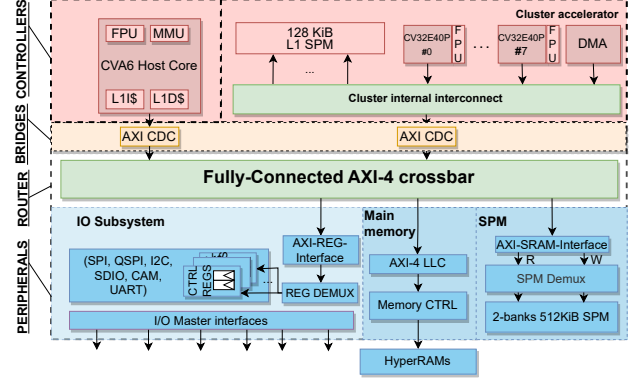 CONTROLLERS
FPU
MMU
CVA6 Host Core
L1I$
L1D$
Cluster accelerator
128 KiB
L1 SPM
...
CV32E40P
#0
FPU
...
CV32E40P
#7
FPU
DMA
Cluster internal interconnect
BRIDGES
AXI CDC
AXI CDC
ROUTER
Fully-Connected AXI-4 crossbar
PERIPHERALS
IO Subsystem
(SPI, QSPI, I2C,
SDIO, CAM,
UART)
CTRL
REGS
...
AXI-REG-
Interface
REG DEMUX
I/O Master interfaces
Main
memory
AXI-4 LLC
Memory CTRL
HyperRAMs
SPM
AXI-SRAM-Interface
R
W
SPM Demux
2-banks 512KiB SPM